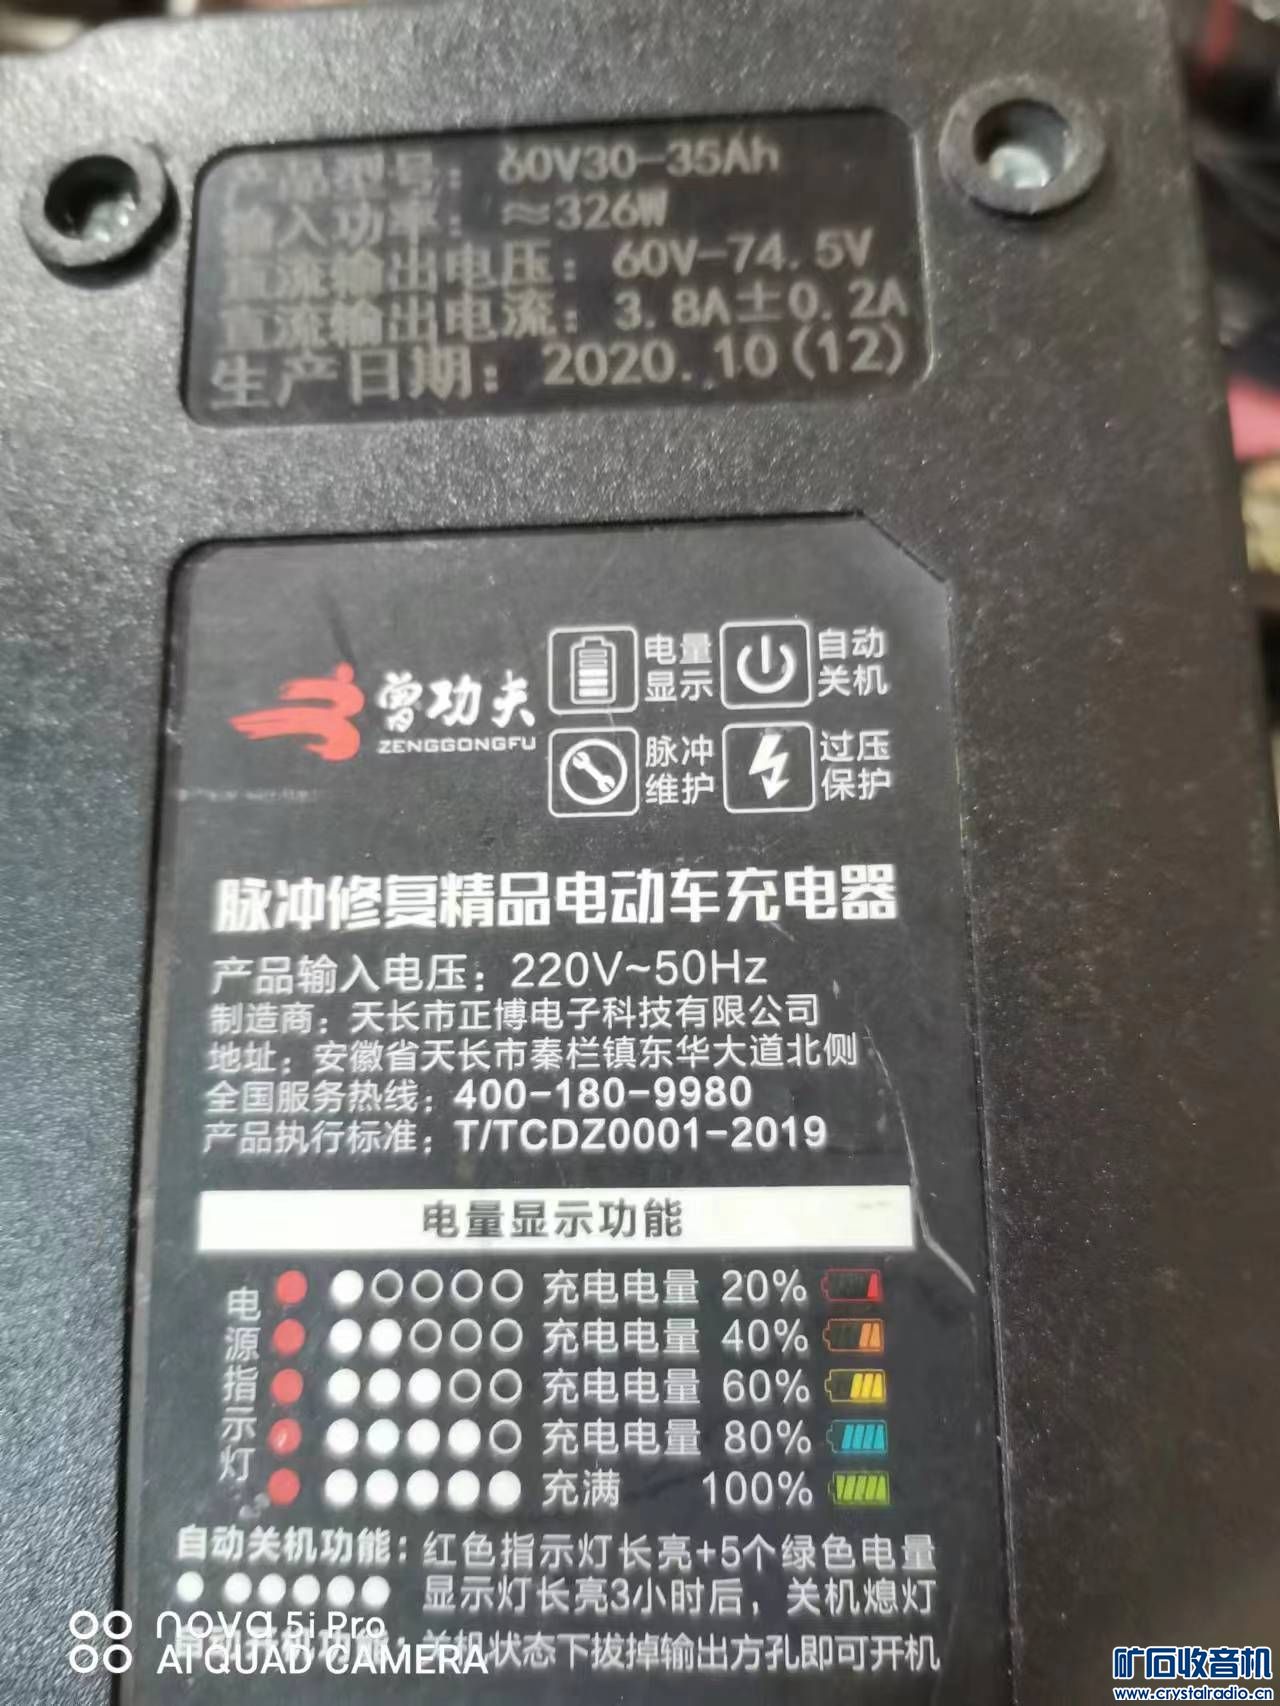 产品型号：60V30-35Ah
输入功率：≈326W
直流输出电压：60V-74.5V
直流输出电流：3.8A±0.2A
生产日期：2020.10(12)
曾功夫
ZENGGONGFU
电量显示
自动关机
脉冲维护
过压保护
脉冲修复精品电动车充电器
产品输入电压：220V~50Hz
制造商：天长市正博电子科技有限公司
地址：安徽省天长市秦栏镇东华大道北侧
全国服务热线：400-180-9980
产品执行标准：T/TCDZ0001-2019
电量显示功能
电源指示灯
充电电量 20%
充电电量 40%
充电电量 60%
充电电量 80%
充满 100%
自动关机功能：红色指示灯长亮+5个绿色电量
显示灯长亮3小时后，关机熄灯
自动开机功能：关机状态下拔掉输出方孔即可开机
nova 5i Pro
AI QUAD CAMERA
矿石收音机
www.crystalradio.cn